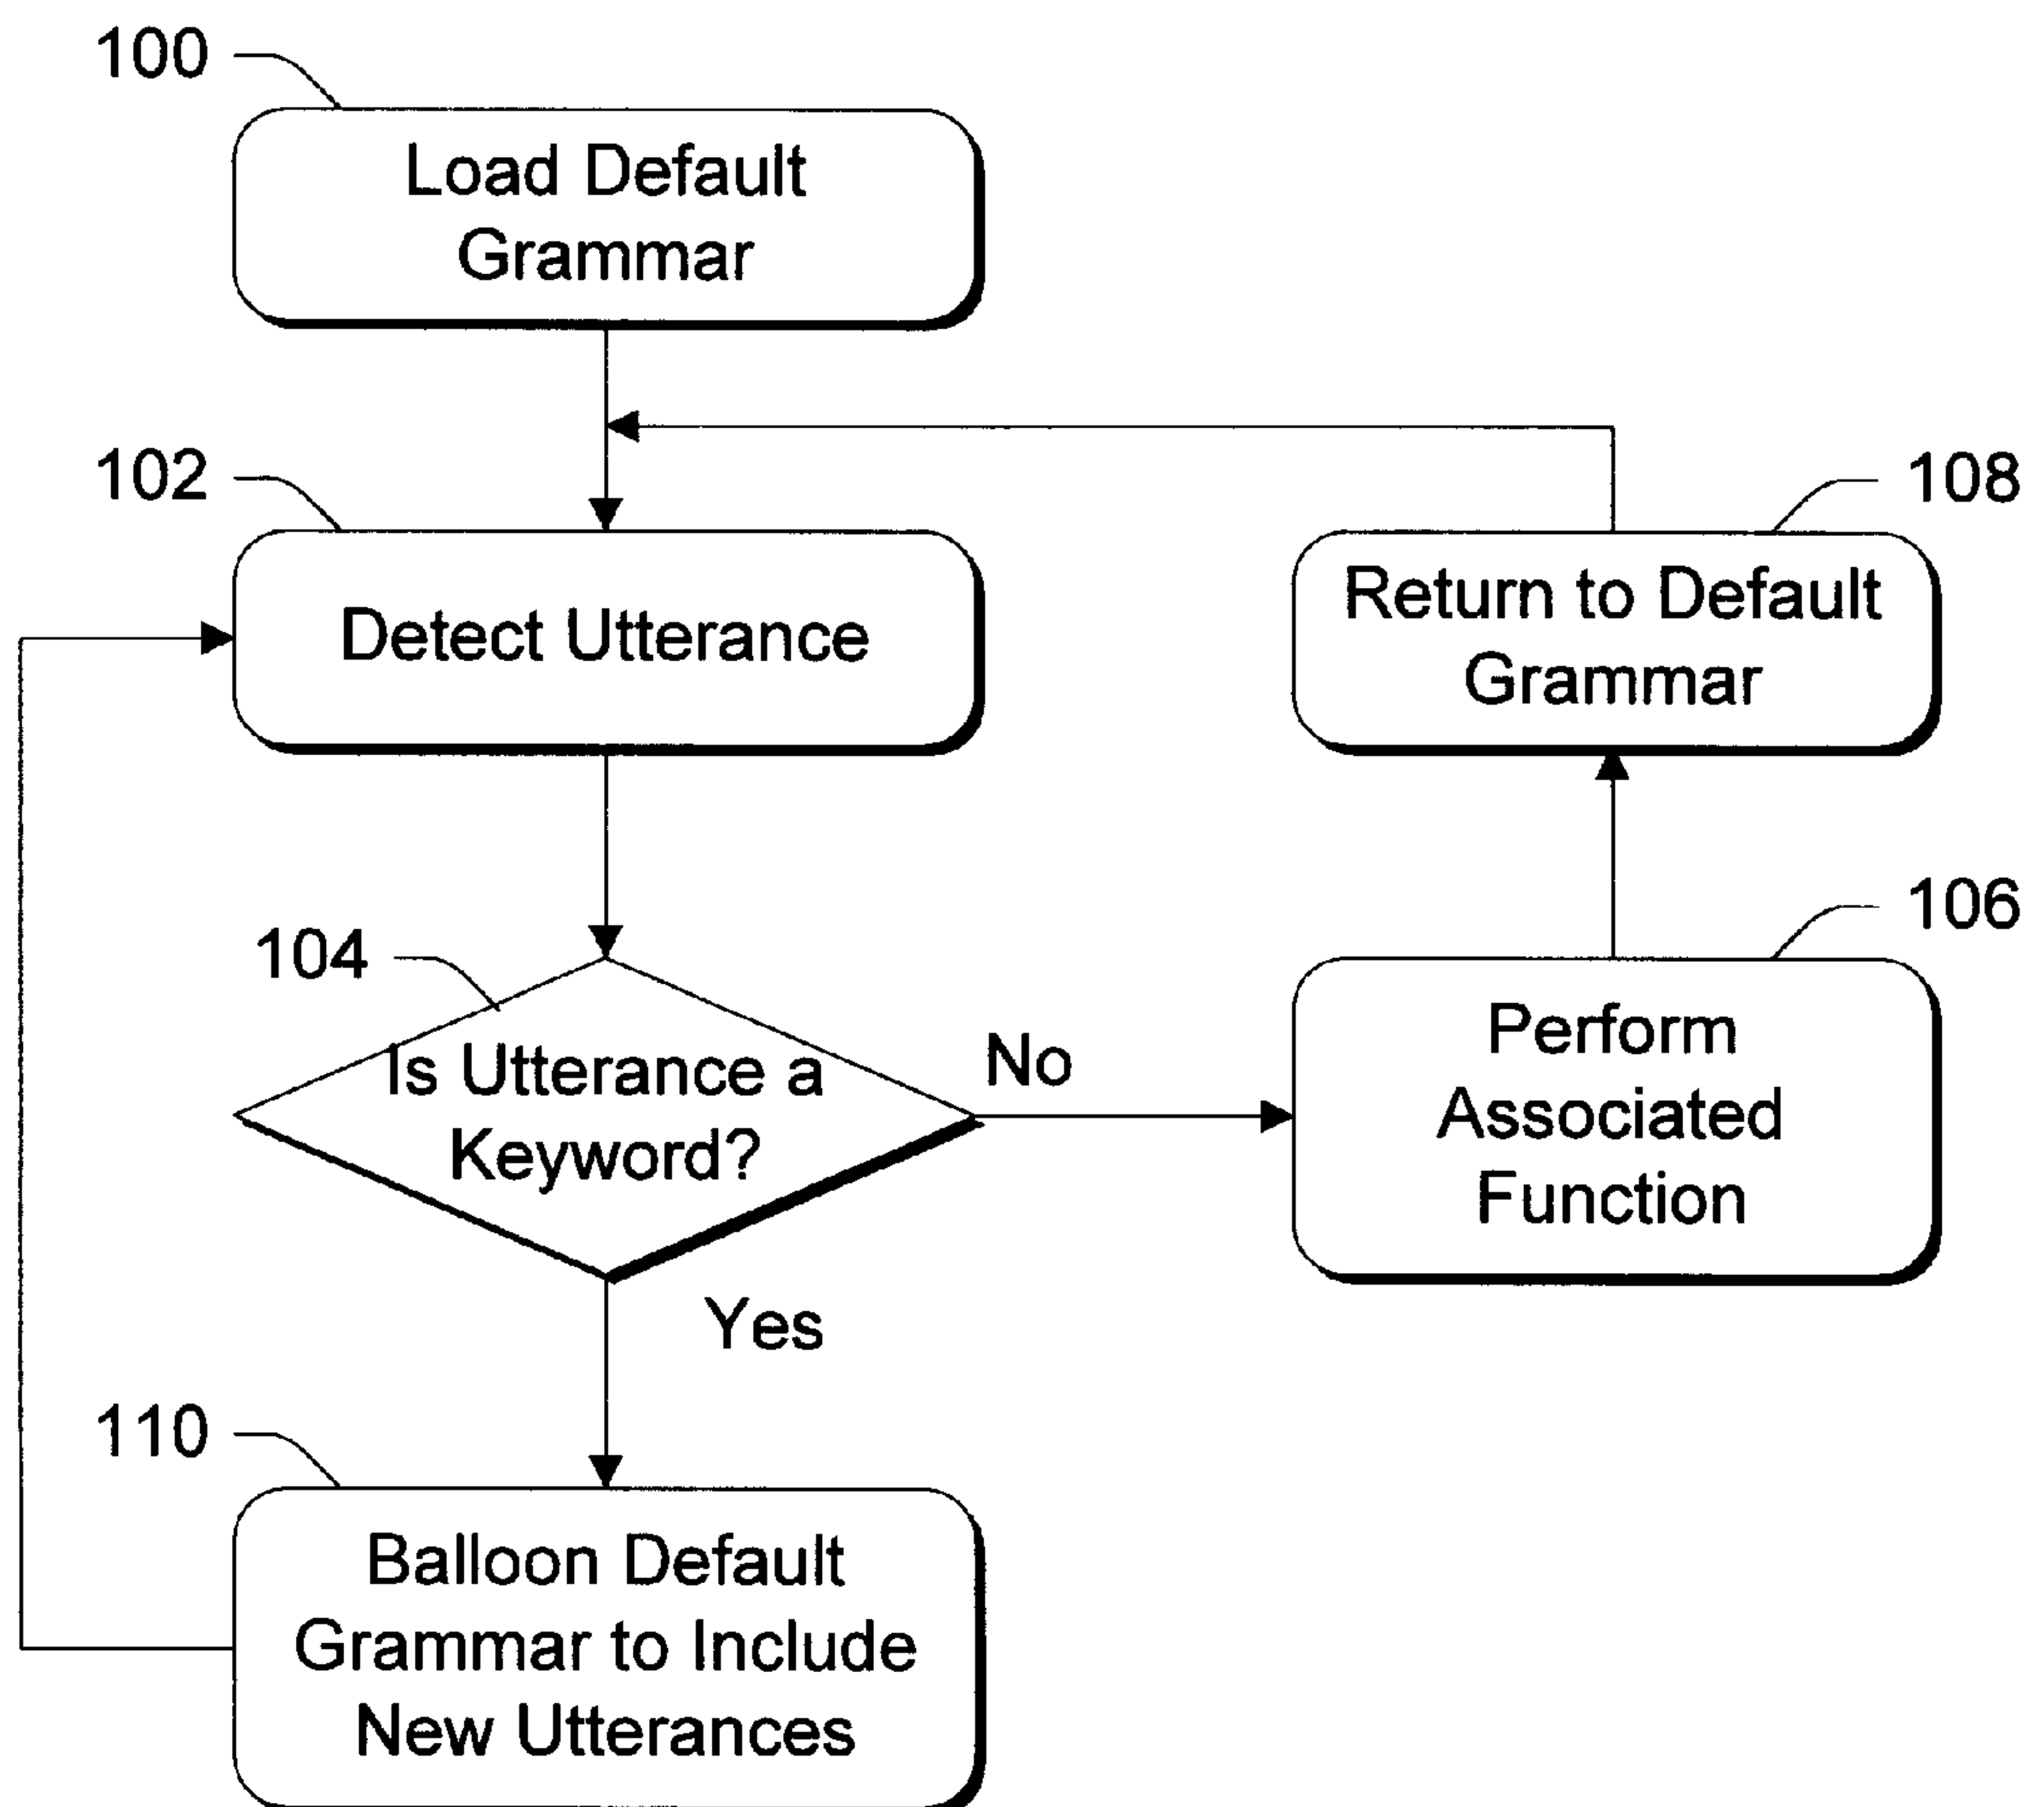 100
Load Default
Grammar
102
Detect Utterance
108
Return to Default
Grammar
104
Is Utterance a
Keyword?
No
106
Perform
Associated
Function
Yes
110
Balloon Default
Grammar to Include
New Utterances